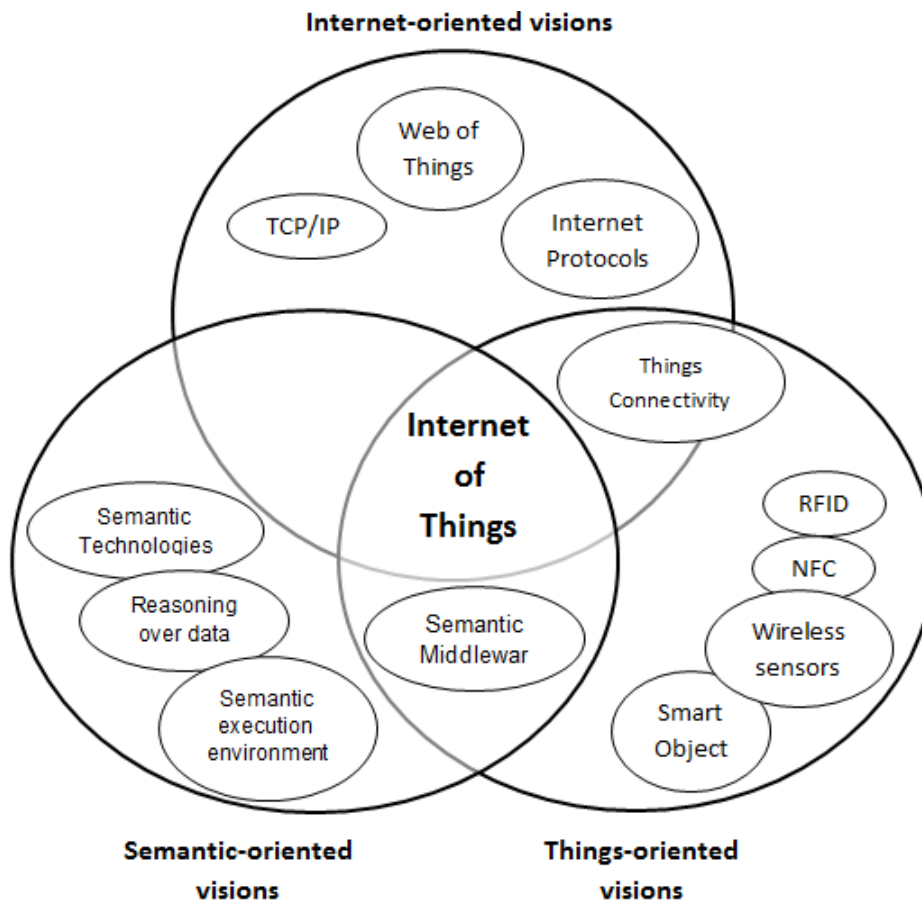 Internet-oriented visions
Web of
Things
TCP/IP
Internet
Protocols
Things
Connectivity
Internet
of
Things
RFID
NFC
Wireless
sensors
Smart
Object
Semantic
Technologies
Reasoning
over data
Semantic
execution
environment
Semantic
Middlewar
Semantic-oriented
visions
Things-oriented
visions